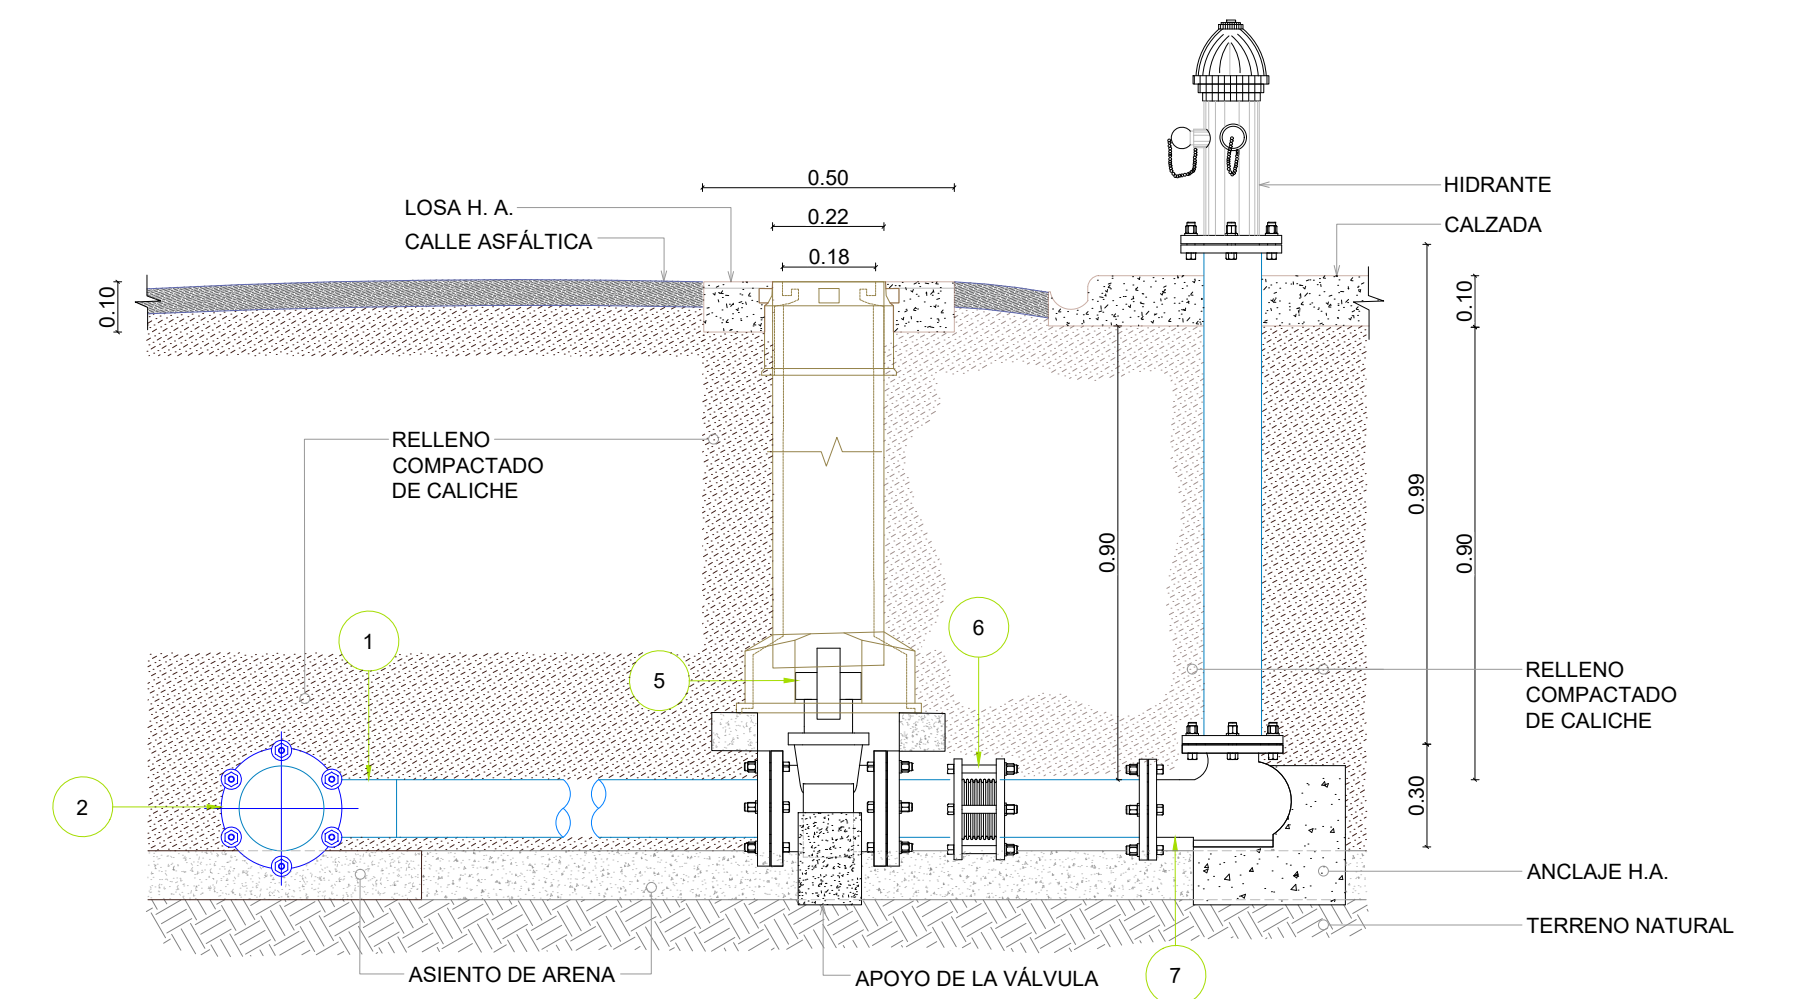 0.50
HIDRANTE
LOSA H. A.
0.22
CALZADA
CALLE ASFÁLTICA
0.18
0.10
0.10
RELLENO
COMPACTADO
DE CALICHE
0.99
0.90
0.90
1
6
5
RELLENO
COMPACTADO
DE CALICHE
2
0.30
ANCLAJE H.A.
TERRENO NATURAL
ASIENTO DE ARENA
APOYO DE LA VÁLVULA
7